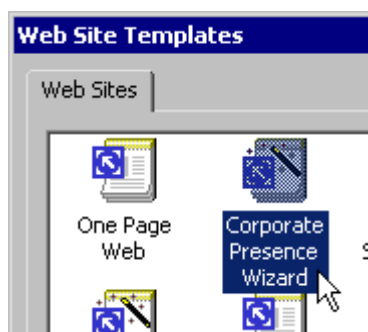 Web Site Templates
Web Sites
One Page
Web
Corporate
Presence
Wizard